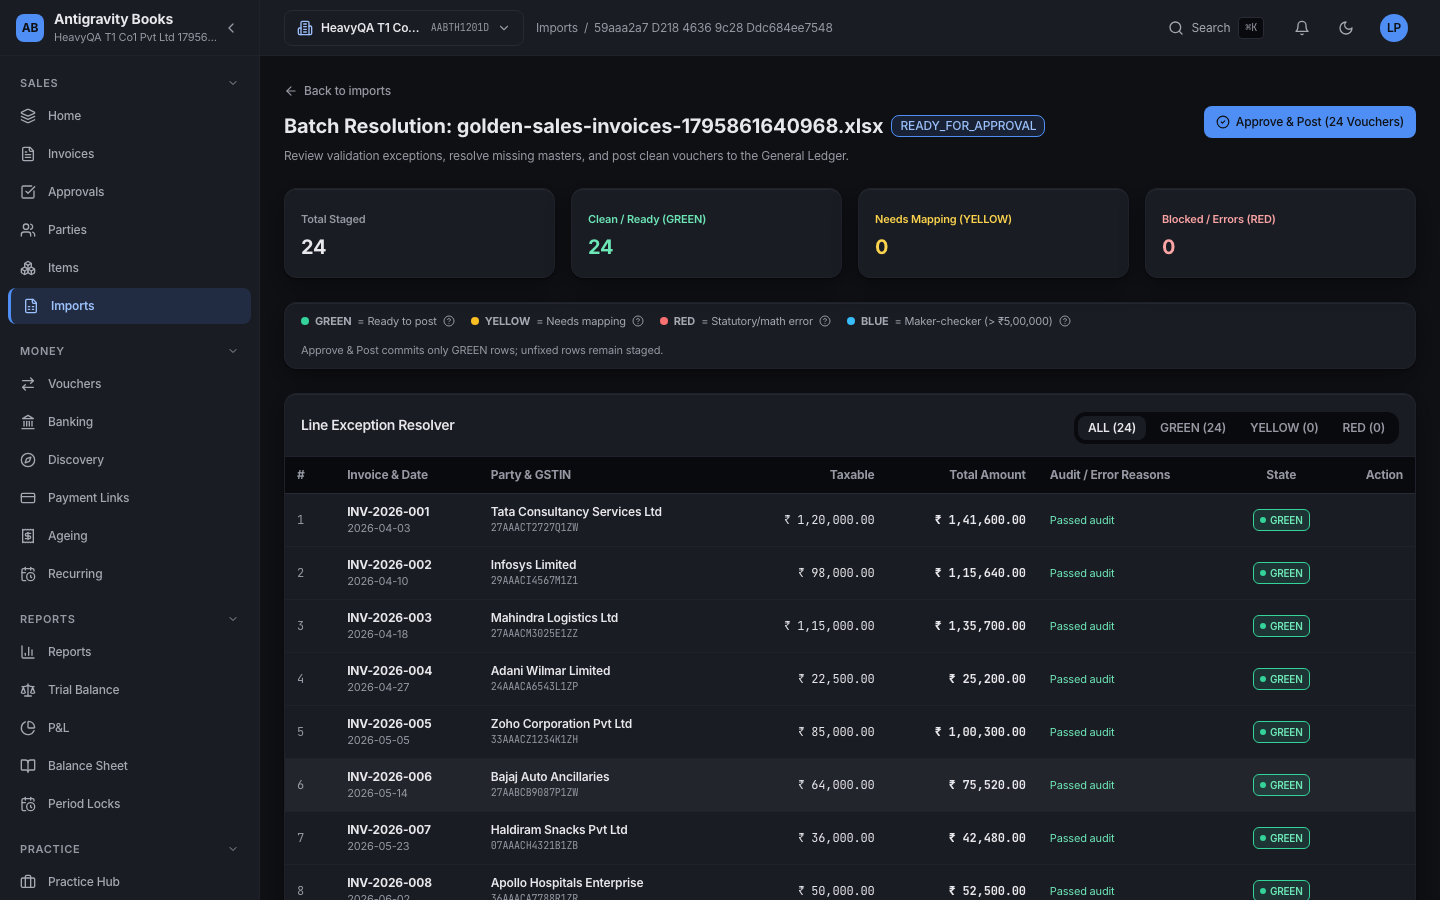 AB
Antigravity Books
HeavyQA T1 Co1 Pvt Ltd 17956...
SALES
Home
Invoices
Approvals
Parties
Items
Imports
MONEY
Vouchers
Banking
Discovery
Payment Links
Ageing
Recurring
REPORTS
Reports
Trial Balance
P&L
Balance Sheet
Period Locks
PRACTICE
Practice Hub
HeavyQA T1 Co... AABTH1201D
Imports / 59aaa2a7 D218 4636 9c28 Ddc684ee7548
Search ⌘K
LP
Back to imports
Batch Resolution: golden-sales-invoices-1795861640968.xlsx READY_FOR_APPROVAL
Approve & Post (24 Vouchers)
Review validation exceptions, resolve missing masters, and post clean vouchers to the General Ledger.
Total Staged
24
Clean / Ready (GREEN)
24
Needs Mapping (YELLOW)
0
Blocked / Errors (RED)
0
GREEN = Ready to post YELLOW = Needs mapping RED = Statutory/math error BLUE = Maker-checker (> ₹5,00,000)
Approve & Post commits only GREEN rows; unfixed rows remain staged.
Line Exception Resolver
ALL (24) GREEN (24) YELLOW (0) RED (0)
# Invoice & Date Party & GSTIN Taxable Total Amount Audit / Error Reasons State Action
1 INV-2026-001 Tata Consultancy Services Ltd ₹ 1,20,000.00 ₹ 1,41,600.00 Passed audit GREEN
2026-04-03 27AAACT2727Q1ZW
2 INV-2026-002 Infosys Limited ₹ 98,000.00 ₹ 1,15,640.00 Passed audit GREEN
2026-04-10 29AAACI4567M1Z1
3 INV-2026-003 Mahindra Logistics Ltd ₹ 1,15,000.00 ₹ 1,35,700.00 Passed audit GREEN
2026-04-18 27AAACM3025E1ZZ
4 INV-2026-004 Adani Wilmar Limited ₹ 22,500.00 ₹ 25,200.00 Passed audit GREEN
2026-04-27 24AAACA6543L1ZP
5 INV-2026-005 Zoho Corporation Pvt Ltd ₹ 85,000.00 ₹ 1,00,300.00 Passed audit GREEN
2026-05-05 33AAACZ1234K1ZH
6 INV-2026-006 Bajaj Auto Ancillaries ₹ 64,000.00 ₹ 75,520.00 Passed audit GREEN
2026-05-14 27AABCB9087P1ZW
7 INV-2026-007 Haldiram Snacks Pvt Ltd ₹ 36,000.00 ₹ 42,480.00 Passed audit GREEN
2026-05-23 07AAACH4321B1ZB
8 INV-2026-008 Apollo Hospitals Enterprise ₹ 50,000.00 ₹ 52,500.00 Passed audit GREEN
2026-06-02 36AAACA7788R1ZR